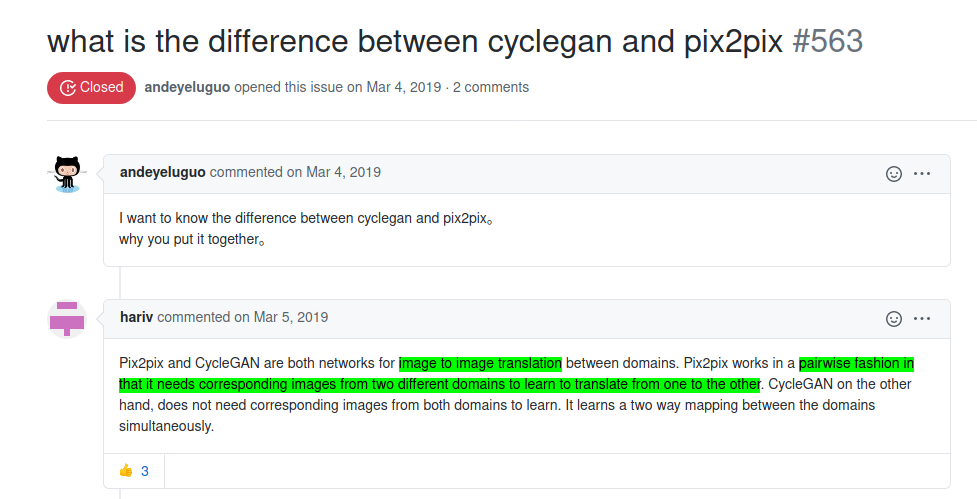 what is the difference between cyclegan and pix2pix #563
Closed andeyeluguo opened this issue on Mar 4, 2019 · 2 comments
andeyeluguo commented on Mar 4, 2019
I want to know the difference between cyclegan and pix2pix。
why you put it together。
hariv commented on Mar 5, 2019
Pix2pix and CycleGAN are both networks for image to image translation between domains. Pix2pix works in a pairwise fashion in
that it needs corresponding images from two different domains to learn to translate from one to the other. CycleGAN on the other
hand, does not need corresponding images from both domains to learn. It learns a two way mapping between the domains
simultaneously.
👍 3